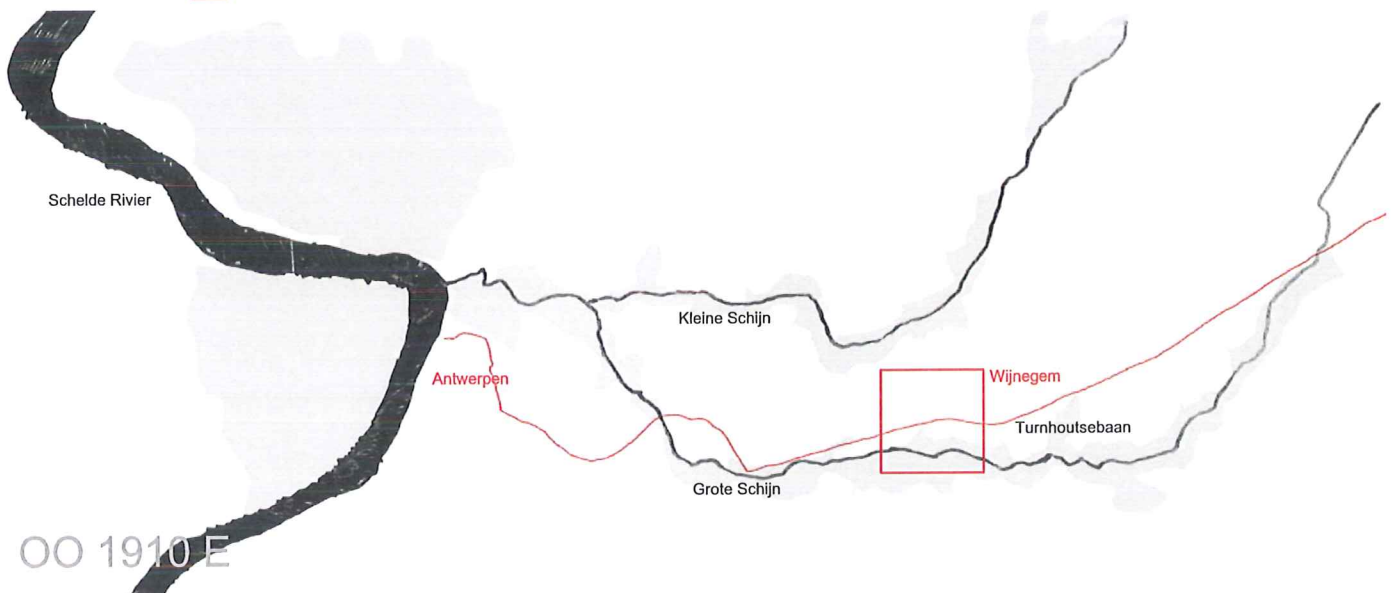 Schelde Rivier
Kleine Schijn
Antwerpen
Wijnegem
Turnhoutsebaan
Grote Schijn
OO 1910 E